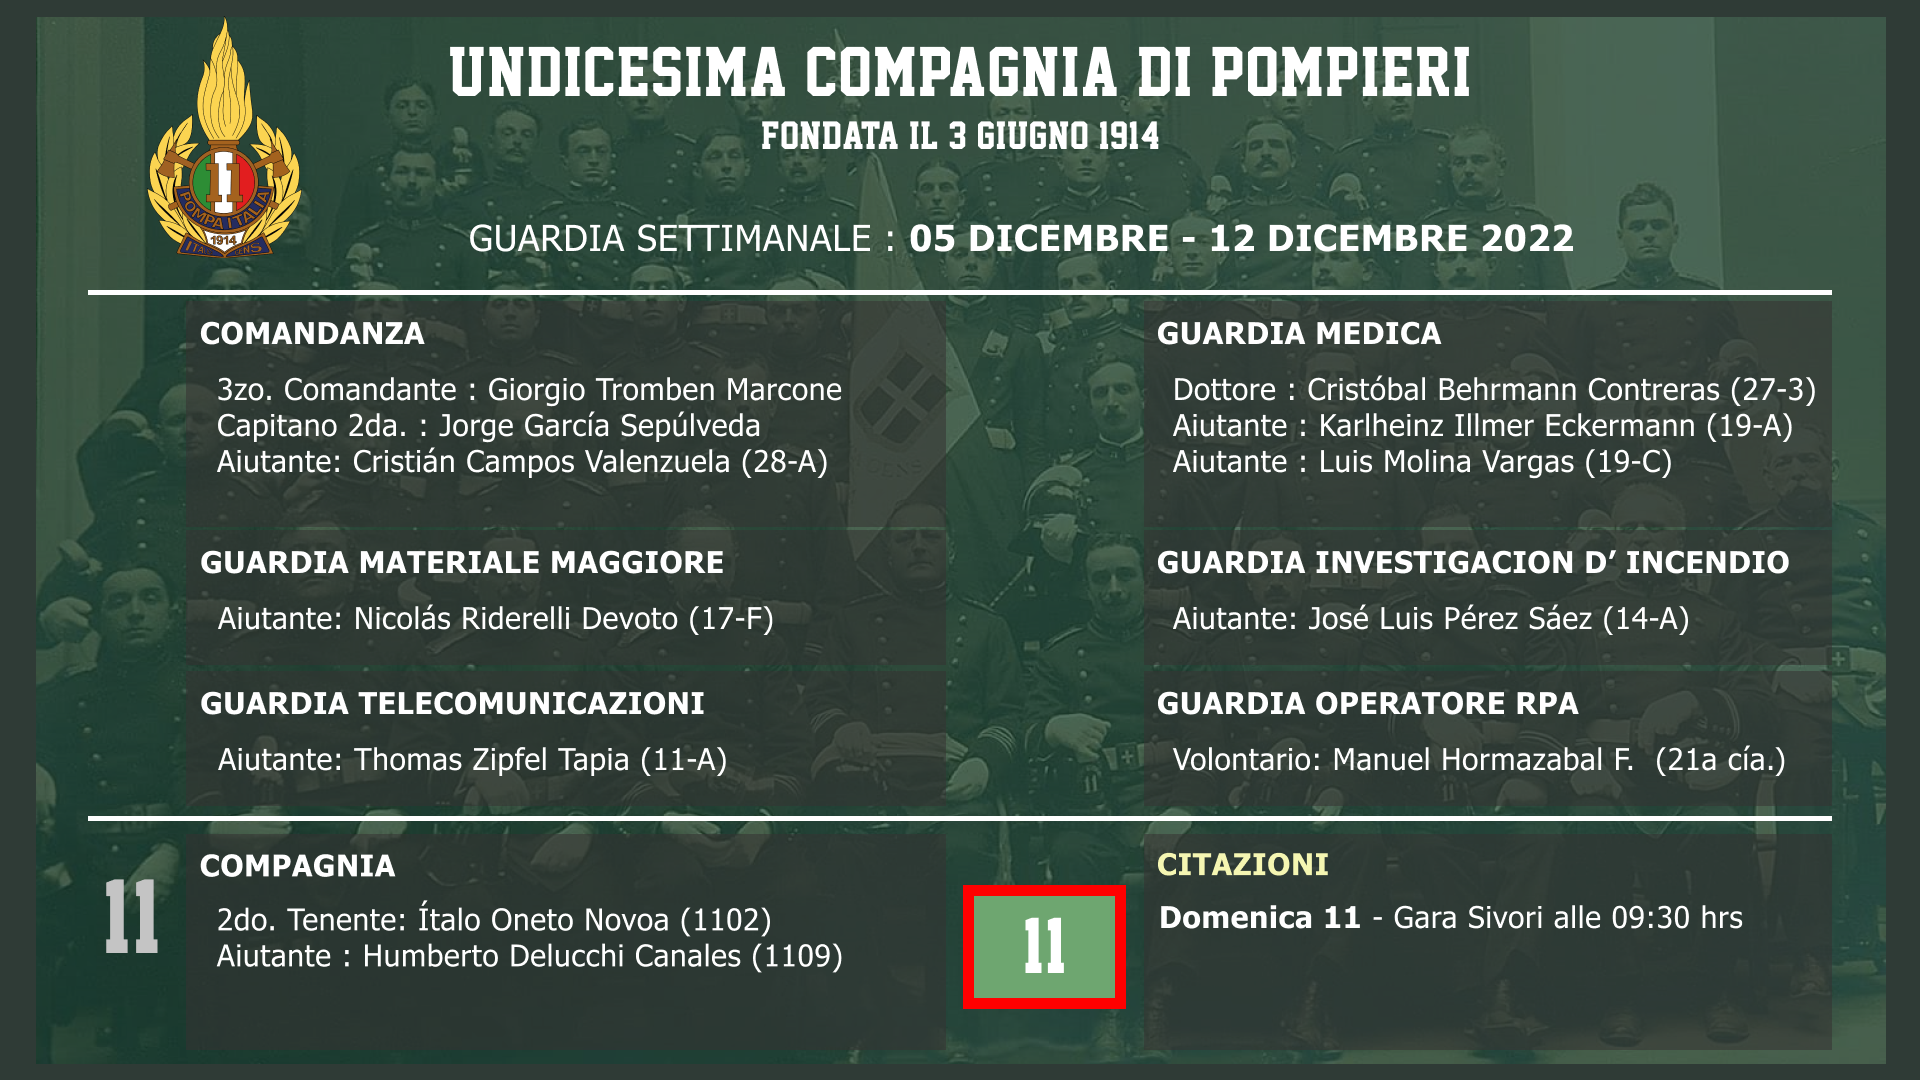 UNDICESIMA COMPAGNIA DI POMPIERI
FONDATA IL 3 GIUGNO 1914
11
POMPA ITALIA
1914
GUARDIA SETTIMANALE : 05 DICEMBRE - 12 DICEMBRE 2022
COMANDANZA
3zo. Comandante : Giorgio Tromben Marcone
Capitano 2da. : Jorge García Sepúlveda
Aiutante: Cristián Campos Valenzuela (28-A)
GUARDIA MEDICA
Dottore : Cristóbal Behrmann Contreras (27-3)
Aiutante : Karlheinz Illmer Eckermann (19-A)
Aiutante : Luis Molina Vargas (19-C)
GUARDIA MATERIALE MAGGIORE
Aiutante: Nicolás Riderelli Devoto (17-F)
GUARDIA INVESTIGACION D’ INCENDIO
Aiutante: José Luis Pérez Sáez (14-A)
GUARDIA TELECOMUNICAZIONI
Aiutante: Thomas Zipfel Tapia (11-A)
GUARDIA OPERATORE RPA
Volontario: Manuel Hormazabal F. (21a cía.)
11
COMPAGNIA
2do. Tenente: Ítalo Oneto Novoa (1102)
Aiutante : Humberto Delucchi Canales (1109)
11
CITAZIONI
Domenica 11 - Gara Sivori alle 09:30 hrs